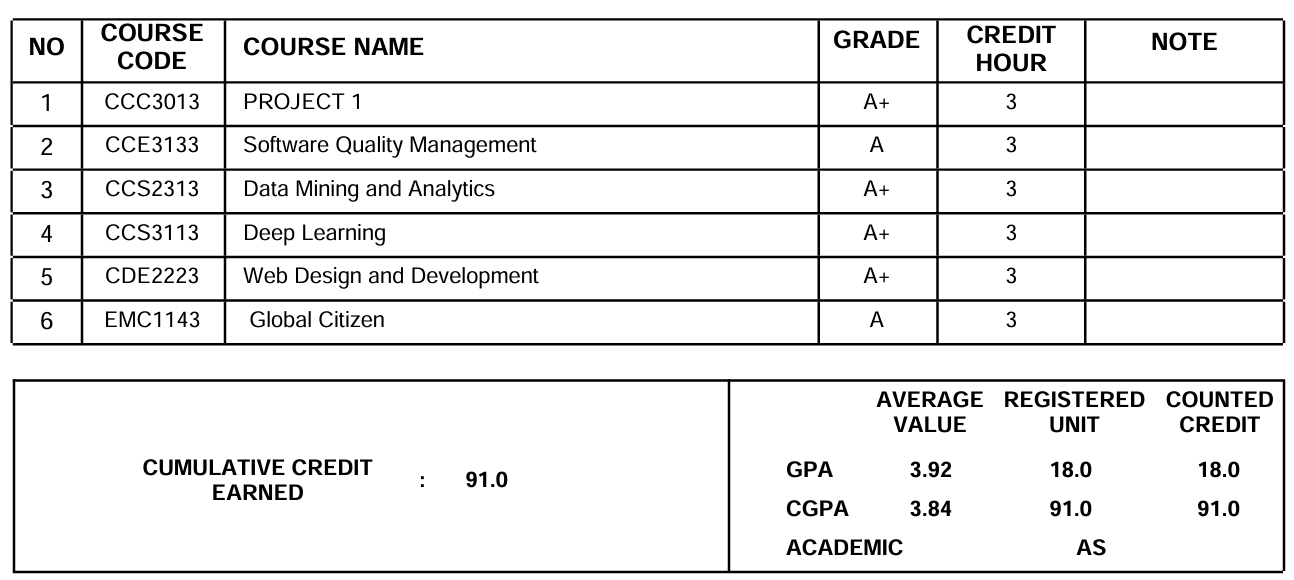 NO COURSE CODE COURSE NAME GRADE CREDIT HOUR NOTE
1 CCC3013 PROJECT 1 A+ 3
2 CCE3133 Software Quality Management A 3
3 CCS2313 Data Mining and Analytics A+ 3
4 CCS3113 Deep Learning A+ 3
5 CDE2223 Web Design and Development A+ 3
6 EMC1143 Global Citizen A 3
CUMULATIVE CREDIT EARNED : 91.0
AVERAGE VALUE REGISTERED UNIT COUNTED CREDIT
GPA 3.92 18.0 18.0
CGPA 3.84 91.0 91.0
ACADEMIC AS